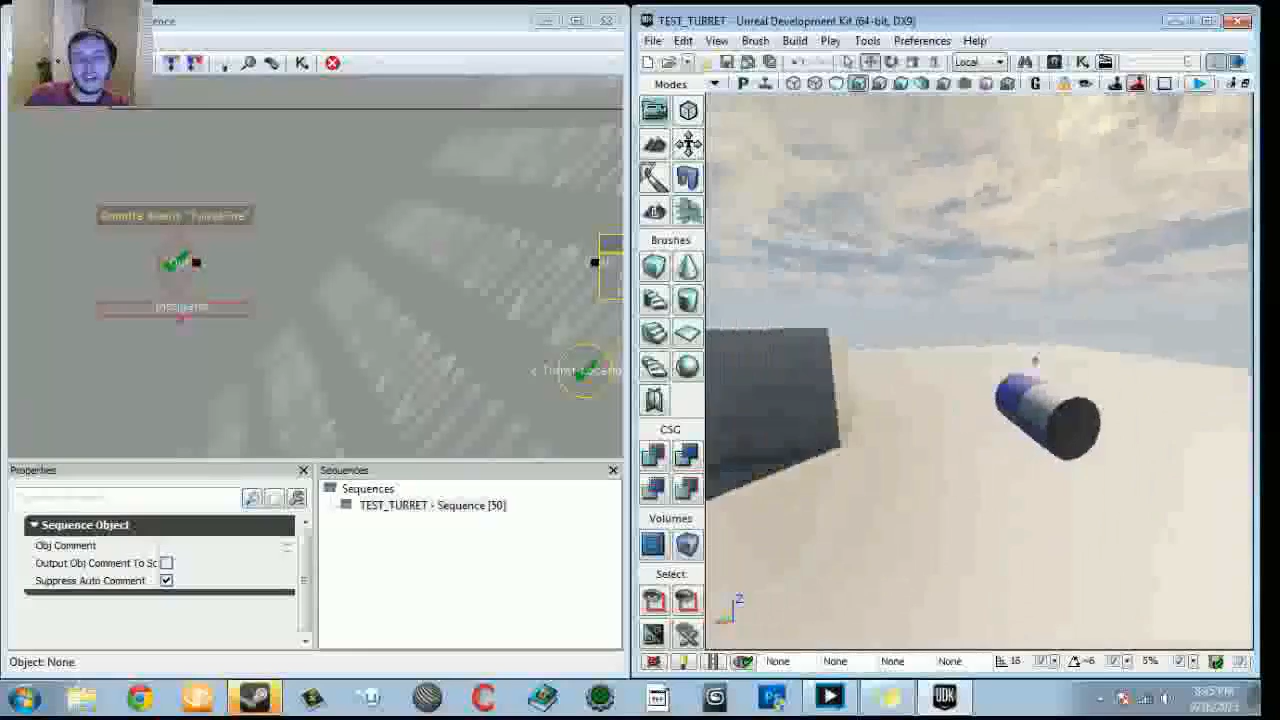 TEST_TURRET - Unreal Development Kit (64-bit, DX9)
File Edit View Brush Build Play Tools Preferences Help
Local
Modes
Brushes
CSG
Volumes
Select:
Z
Properties
Sequences
Sequence Object
Obj Comment
Output Obj Comment To Sc
Suppress Auto Comment
Sequences
TEST_TURRET - Sequence [50]
Object: None
None None None None
16
5%
UDK